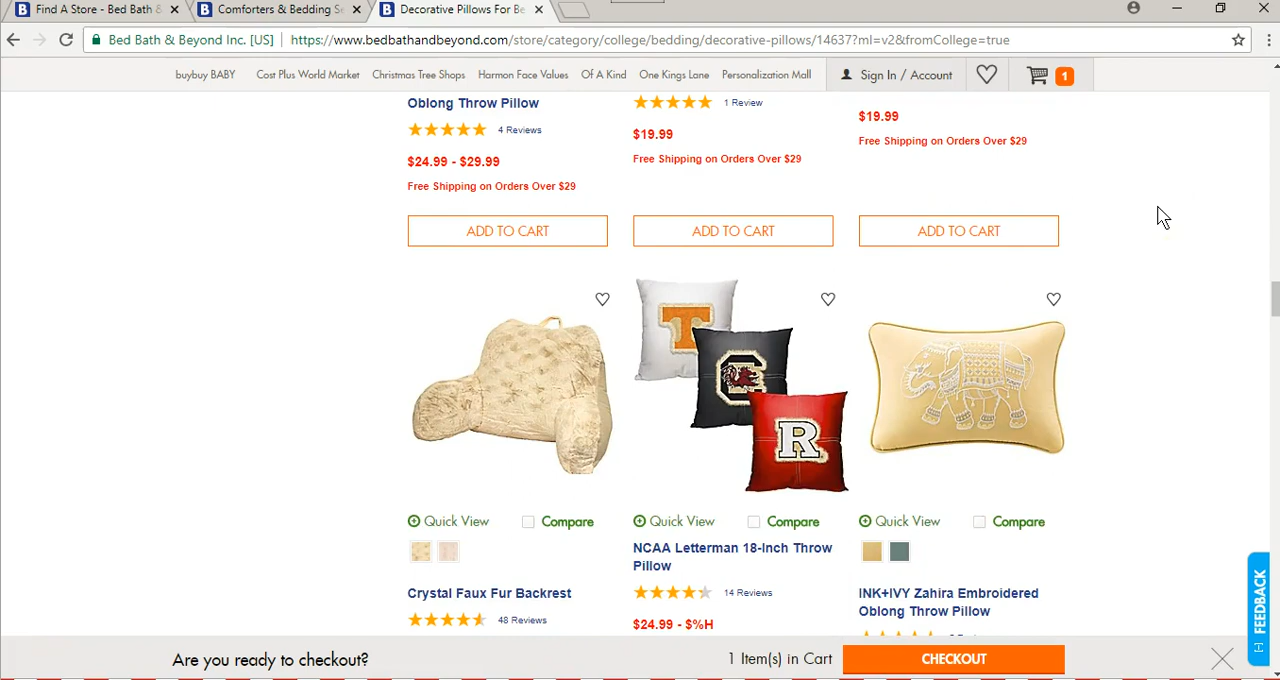 Find A Store - Bed Bath &
Comforters & Bedding Se
Decorative Pillows For Be
Bed Bath & Beyond Inc. [US]
https://www.bedbathandbeyond.com/store/category/college/bedding/decorative-pillows/14637?ml=v2&fromCollege=true
buybuy BABY Cost Plus World Market Christmas Tree Shops Harmon Face Values Of A Kind One Kings Lane Personalization Mall Sign In / Account 1
Oblong Throw Pillow
4 Reviews
$24.99 - $29.99
Free Shipping on Orders Over $29
ADD TO CART
1 Review
$19.99
Free Shipping on Orders Over $29
ADD TO CART
$19.99
Free Shipping on Orders Over $29
ADD TO CART
T
C
R
Quick View Compare
Crystal Faux Fur Backrest
48 Reviews
Quick View Compare
NCAA Letterman 18-Inch Throw
Pillow
14 Reviews
$24.99 - $%H
Quick View Compare
INK+IVY Zahira Embroidered
Oblong Throw Pillow
FEEDBACK
Are you ready to checkout?
1 Item(s) in Cart
CHECKOUT